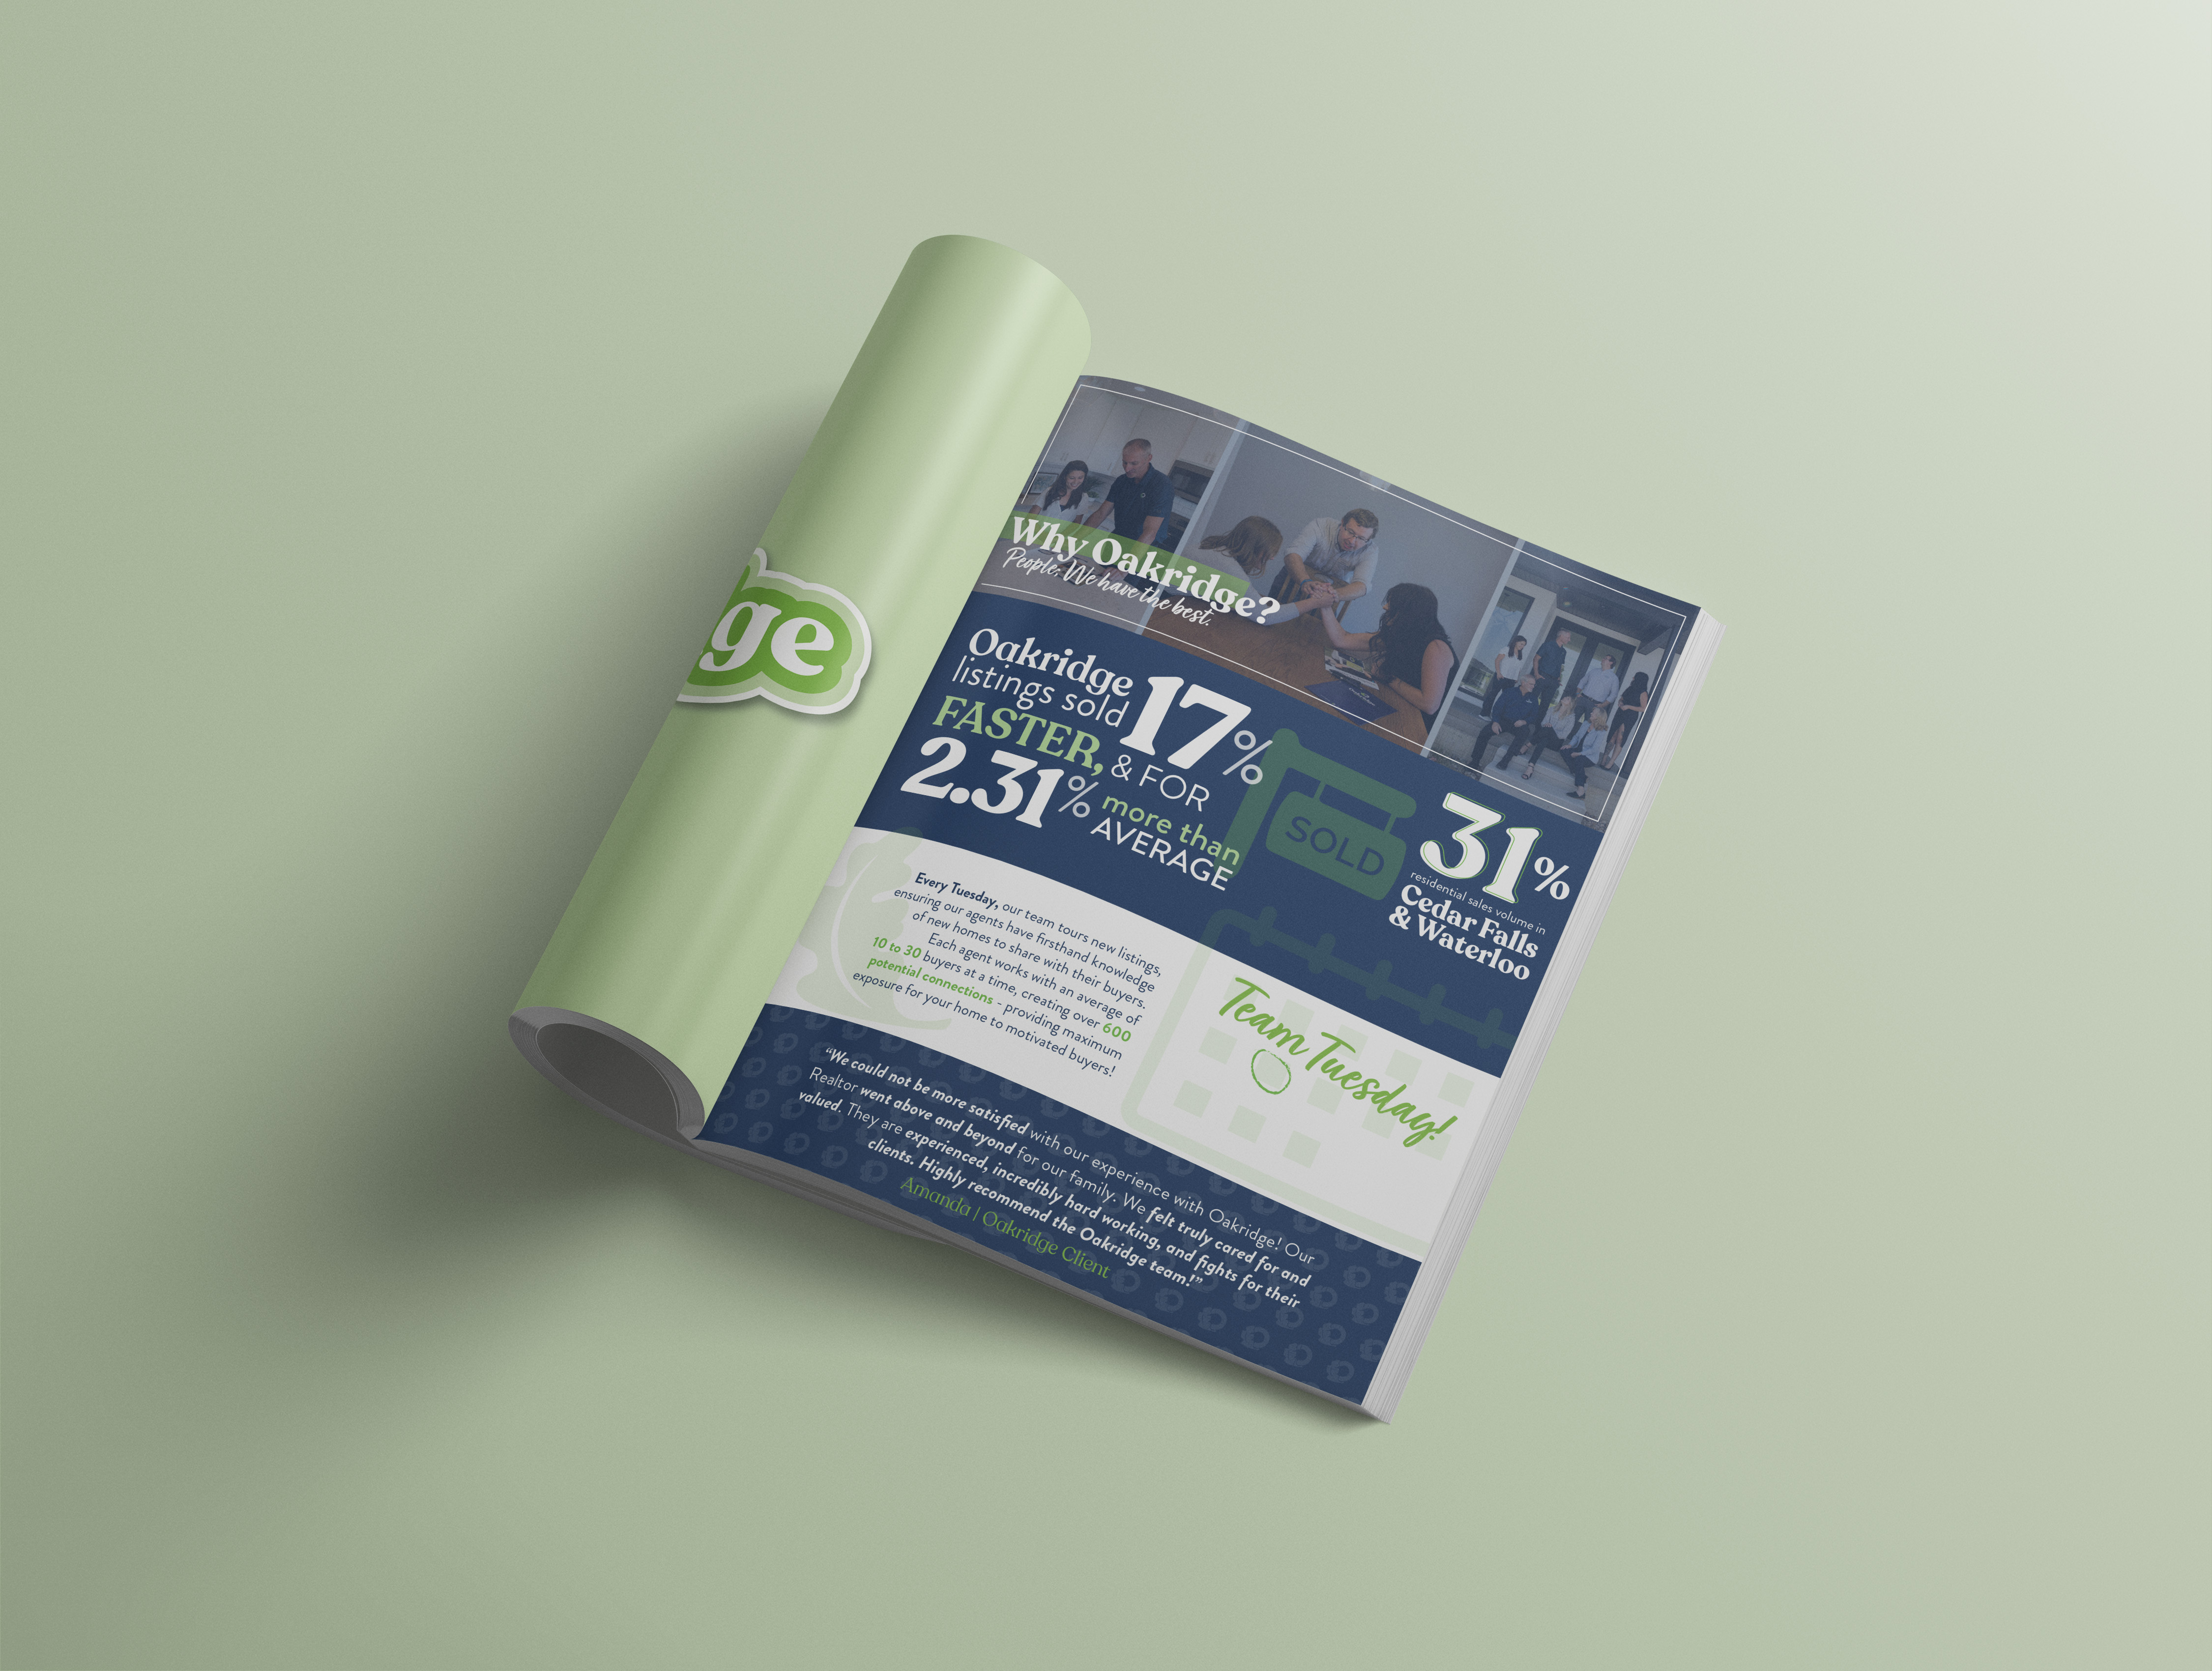 ge
Why Oakridge?
People. We have the best.
Oakridge
listings sold 17%
FASTER, & FOR
2.31% more than
AVERAGE
SOLD
31%
residential sales volume in
Cedar Falls
& Waterloo
Every Tuesday, our team tours new listings,
ensuring our agents have firsthand knowledge
of new homes to share with their buyers.
Each agent works with an average of
10 to 30 buyers at a time, creating over 600
potential connections - providing maximum
exposure for your home to motivated buyers!
Team Tuesday!
“We could not be more satisfied with our experience with Oakridge! Our
Realtor went above and beyond for our family. We felt truly cared for and
valued. They are experienced, incredibly hard working, and fights for their
clients. Highly recommend the Oakridge team!”
Amanda | Oakridge Client